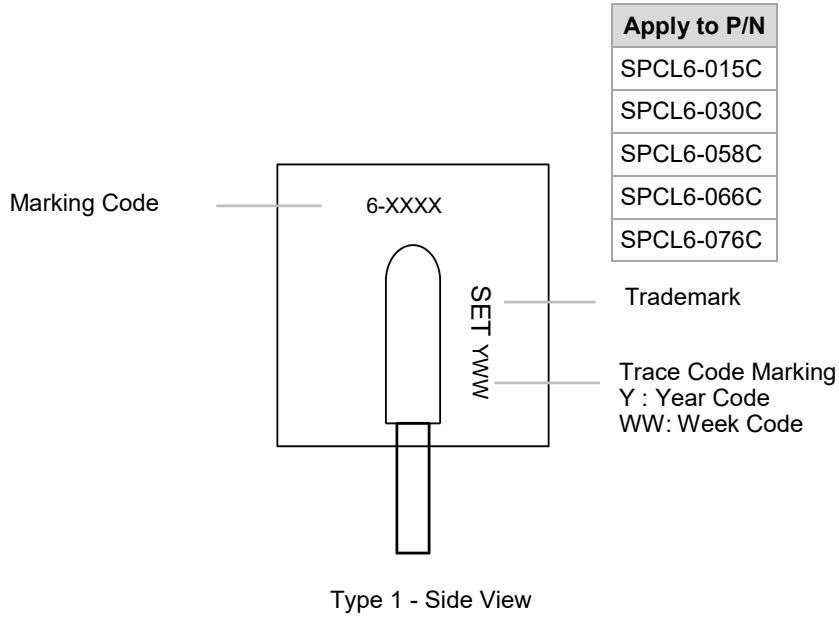 Apply to P/N
SPCL6-015C
SPCL6-030C
SPCL6-058C
SPCL6-066C
SPCL6-076C
Marking Code
6-XXXX
SET YWW
Trademark
Trace Code Marking
Y : Year Code
WW: Week Code
Type 1 - Side View